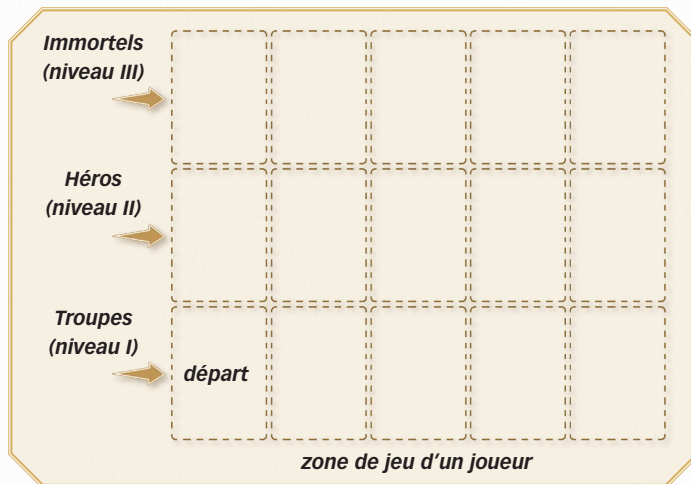 Immortels
(niveau III)
Héros
(niveau II)
Troupes
(niveau I)
départ
zone de jeu d'un joueur